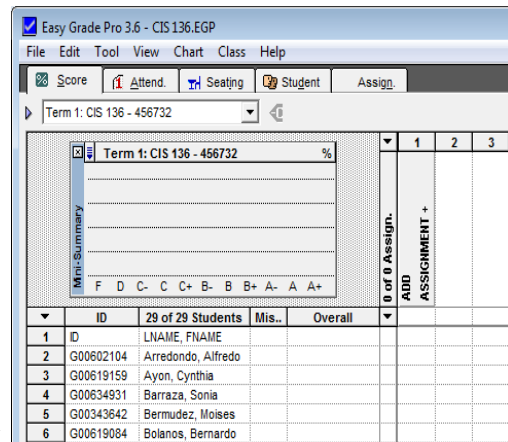 Easy Grade Pro 3.6 - CIS136.EGP
File Edit Tool View Chart Class Help
Score Attend. Seating Student Assign.
Term 1: CIS 136 - 456732
Term 1: CIS 136 - 456732 %
Mini-Summary
F D C- C C+ B- B B+ A- A A+
0 of 0 Assign.
1 2 3
ADD
ASSIGNMENT +
ID 29 of 29 Students Mis.. Overall
1 ID LNAME, FNAME
2 G00602104 Arredondo, Alfredo
3 G00619159 Ayon, Cynthia
4 G00634931 Barraza, Sonia
5 G00343642 Bermudez, Moises
6 G00619084 Bolanos, Bernardo